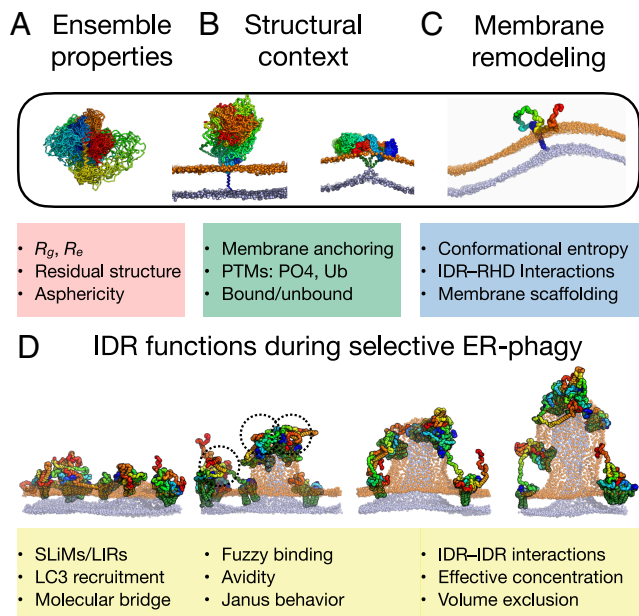 A Ensemble properties
B Structural context
C Membrane remodeling
• Rg, Re
• Residual structure
• Asphericity
• Membrane anchoring
• PTMs: PO4, Ub
• Bound/unbound
• Conformational entropy
• IDR–RHD Interactions
• Membrane scaffolding
D IDR functions during selective ER-phagy
• SLiMs/LIRs
• LC3 recruitment
• Molecular bridge
• Fuzzy binding
• Avidity
• Janus behavior
• IDR–IDR interactions
• Effective concentration
• Volume exclusion